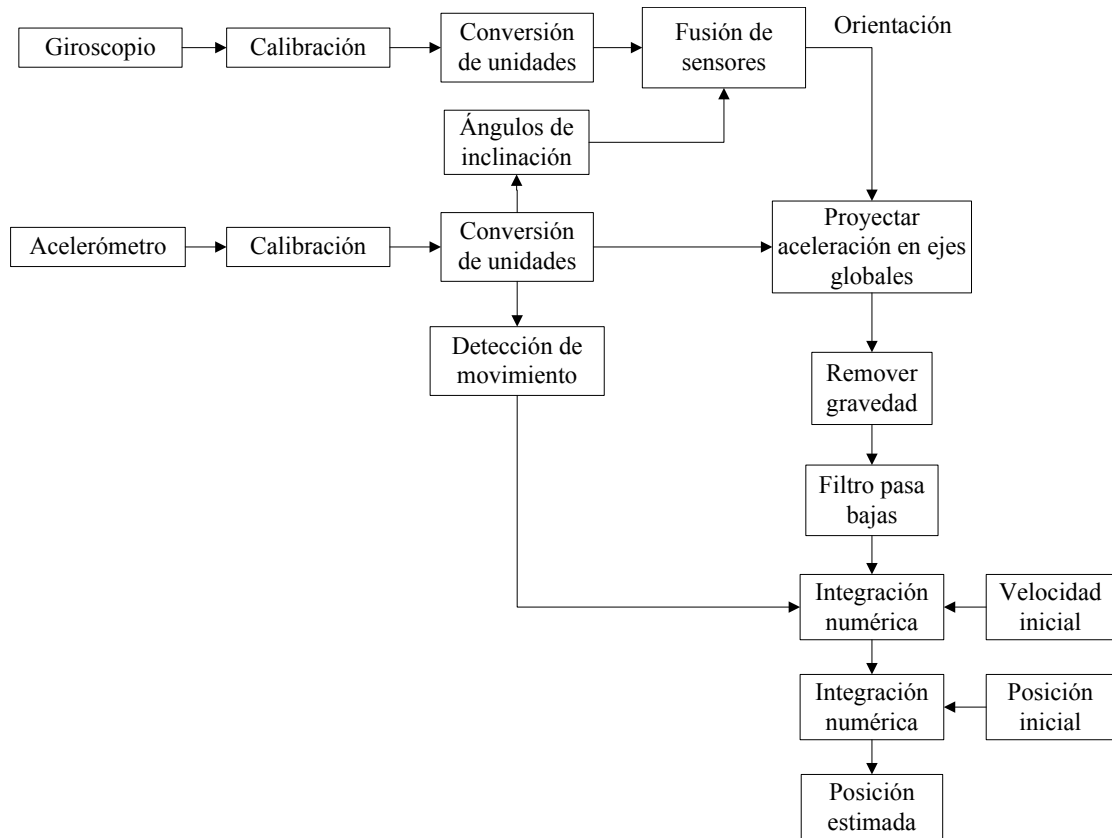 Giroscopio
Calibración
Conversión
de unidades
Fusión de
sensores
Orientación
Ángulos de
inclinación
Acelerómetro
Calibración
Conversión
de unidades
Proyectar
aceleración en ejes
globales
Detección de
movimiento
Remover
gravedad
Filtro pasa
bajas
Integración
numérica
Velocidad
inicial
Integración
numérica
Posición
inicial
Posición
estimada